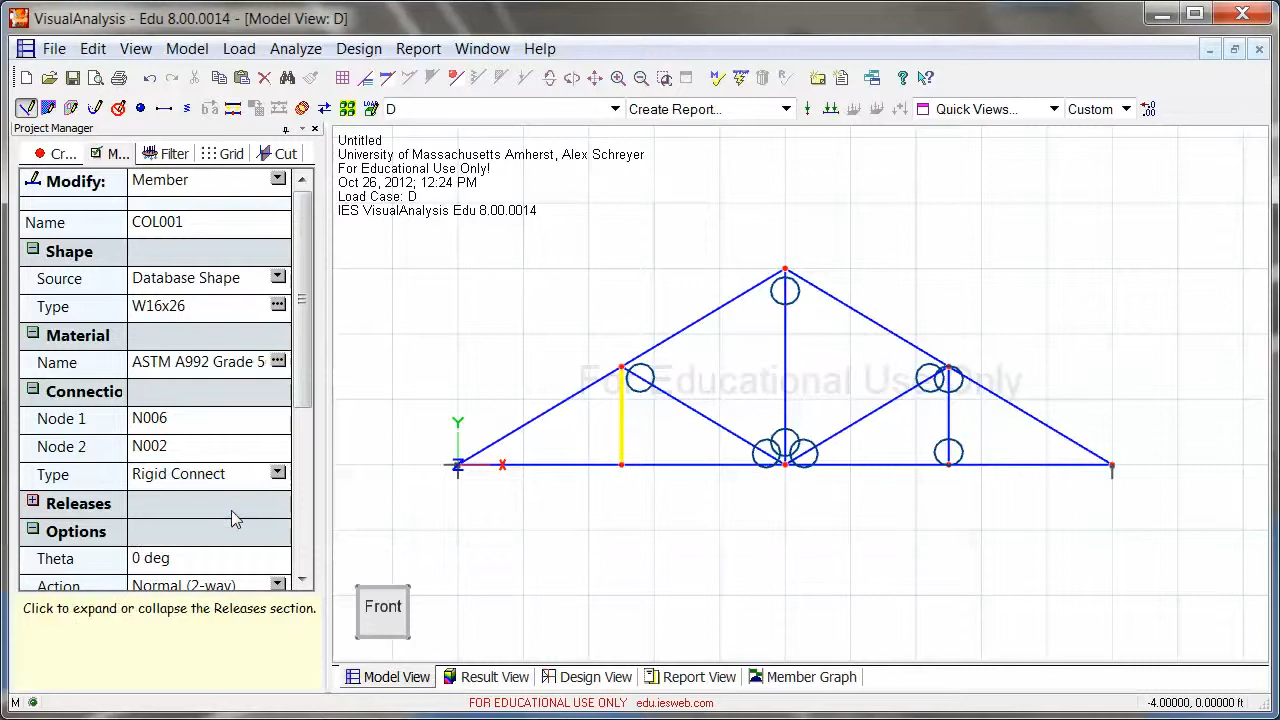 VisualAnalysis - Edu 8.00.0014 - [Model View: D]
File Edit View Model Load Analyze Design Report Window Help
D Create Report... Quick Views... Custom
Project Manager
Cr... M... Filter Grid Cut
Modify: Member
Name COL001
Shape
Source Database Shape
Type W16x26
Material
Name ASTM A992 Grade 5
Connectio
Node 1 N006
Node 2 N002
Type Rigid Connect
Releases
Options
Theta 0 deg
Action Normal (2-way)
Click to expand or collapse the Releases section.
Untitled
University of Massachusetts Amherst, Alex Schreyer
For Educational Use Only!
Oct 26, 2012; 12:24 PM
Load Case: D
IES VisualAnalysis Edu 8.00.0014
For Educational Use Only
Y
Z
X
Front
Model View Result View Design View Report View Member Graph
M FOR EDUCATIONAL USE ONLY edu.iesweb.com -4.00000, 0.00000 ft